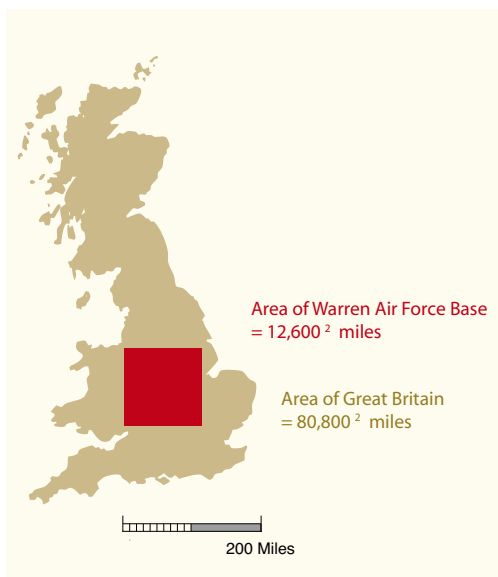 Area of Warren Air Force Base
= 12,600 ² miles
Area of Great Britain
= 80,800 ² miles
200 Miles